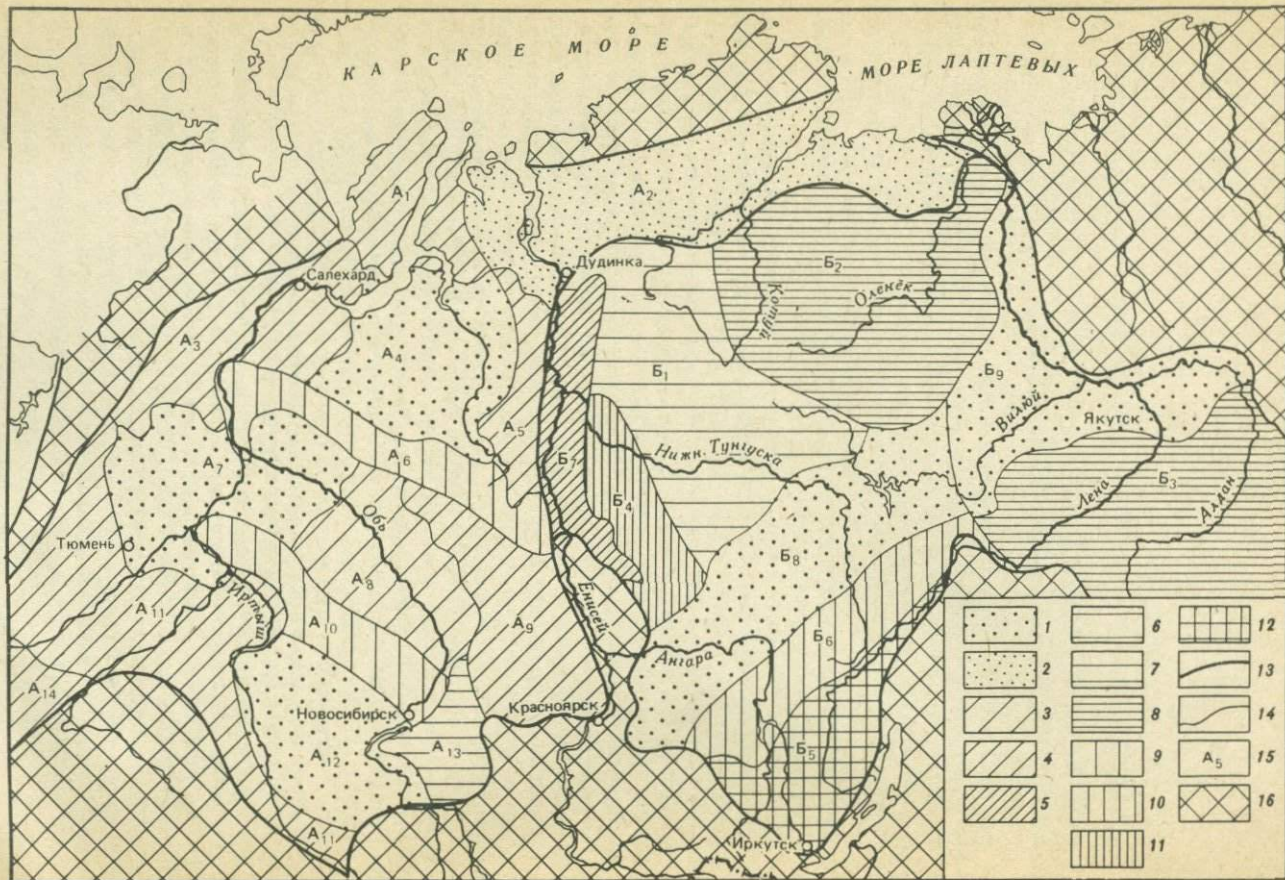 КАРСКОЕ МОРЕ
МОРЕ ЛАПТЕВЫХ
А₁
А₂
Салехард
Дудинка
Б₂
Оленёк
А₃
А₄
Б₁
Б₉
А₅
Вилюй
Якутск
А₇
А₆
Б₇
Нижн. Тунгуска
Обь
Б₄
Лена
Б₃
Алдан
Тюмень
Иртыш
А₈
Енисей
Б₈
А₁₁
А₁₀
А₉
Ангара
Б₆
А₁₄
Новосибирск
Красноярск
А₁₂
А₁₃
Б₅
А₁₁
Иркутск
1 6 12
2 7 13
3 8 14
4 9 А₅ 15
5 10 16
11